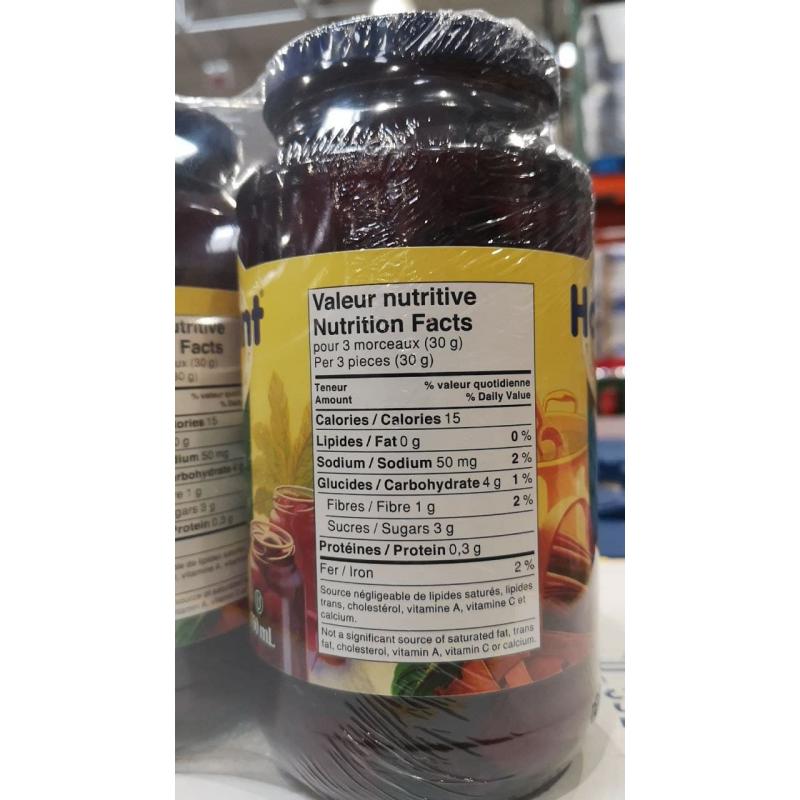 Valeur nutritive
Nutrition Facts
pour 3 morceaux (30 g)
Per 3 pieces (30 g)
Teneur % valeur quotidienne
Amount % Daily Value
Calories / Calories 15
Lipides / Fat 0 g 0 %
Sodium / Sodium 50 mg 2 %
Glucides / Carbohydrate 4 g 1 %
Fibres / Fibre 1 g 2 %
Sucres / Sugars 3 g
Protéines / Protein 0,3 g
Fer / Iron 2 %
Source négligeable de lipides saturés, lipides
trans, cholestérol, vitamine A, vitamine C et
calcium.
Not a significant source of saturated fat, trans
fat, cholesterol, vitamin A, vitamin C or calcium.
mL
Facts
15
50 mg
1 g
3 g
Protein 0,3 g